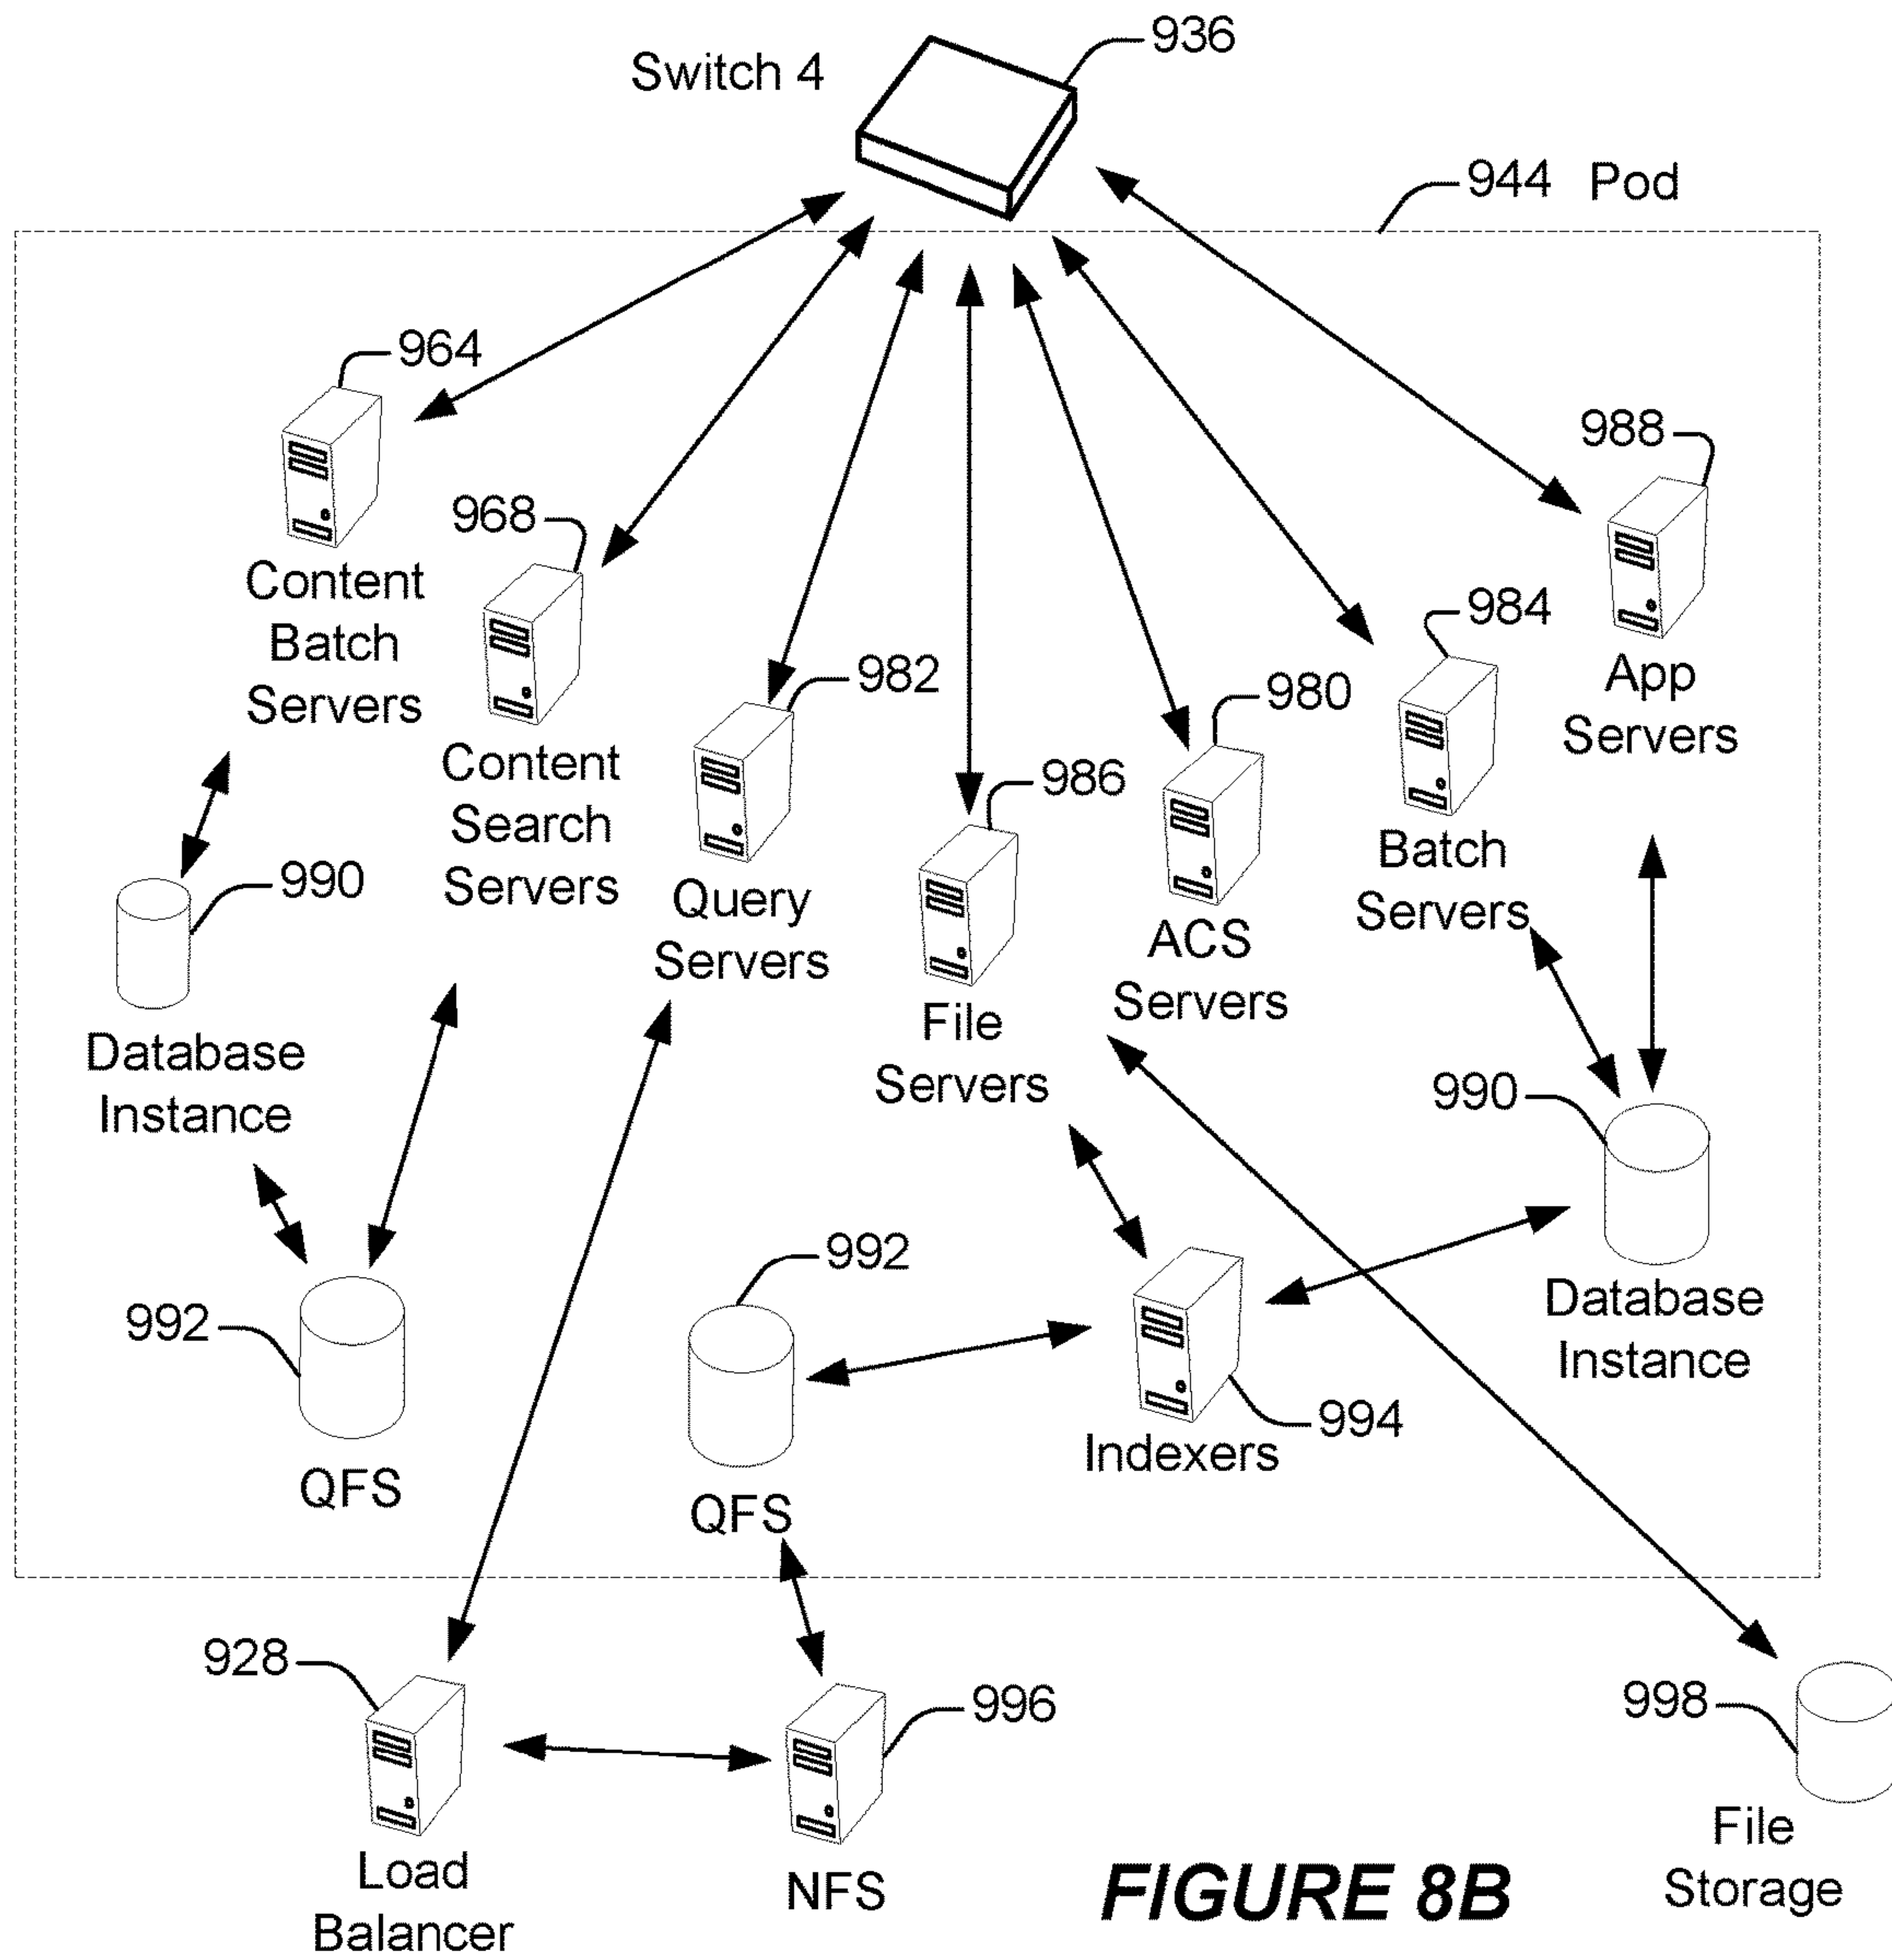 936
Switch 4
944 Pod
964
988
968
Content
Batch
Servers
984
982
980
App
Servers
Content
Search
Servers
986
Batch
Servers
990
Query
Servers
ACS
Servers
File
Servers
Database
Instance
990
992
992
Database
Instance
994
Indexers
QFS
QFS
928
996
998
Load
Balancer
NFS
File
Storage
FIGURE 8B